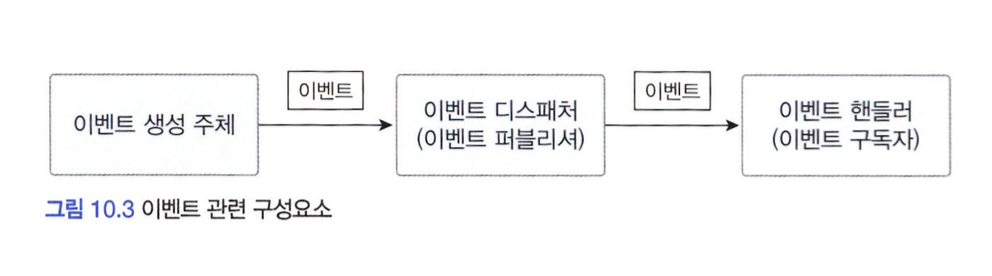 이벤트 생성 주체
이벤트
이벤트 디스패처
(이벤트 퍼블리셔)
이벤트
이벤트 핸들러
(이벤트 구독자)
그림 10.3 이벤트 관련 구성요소